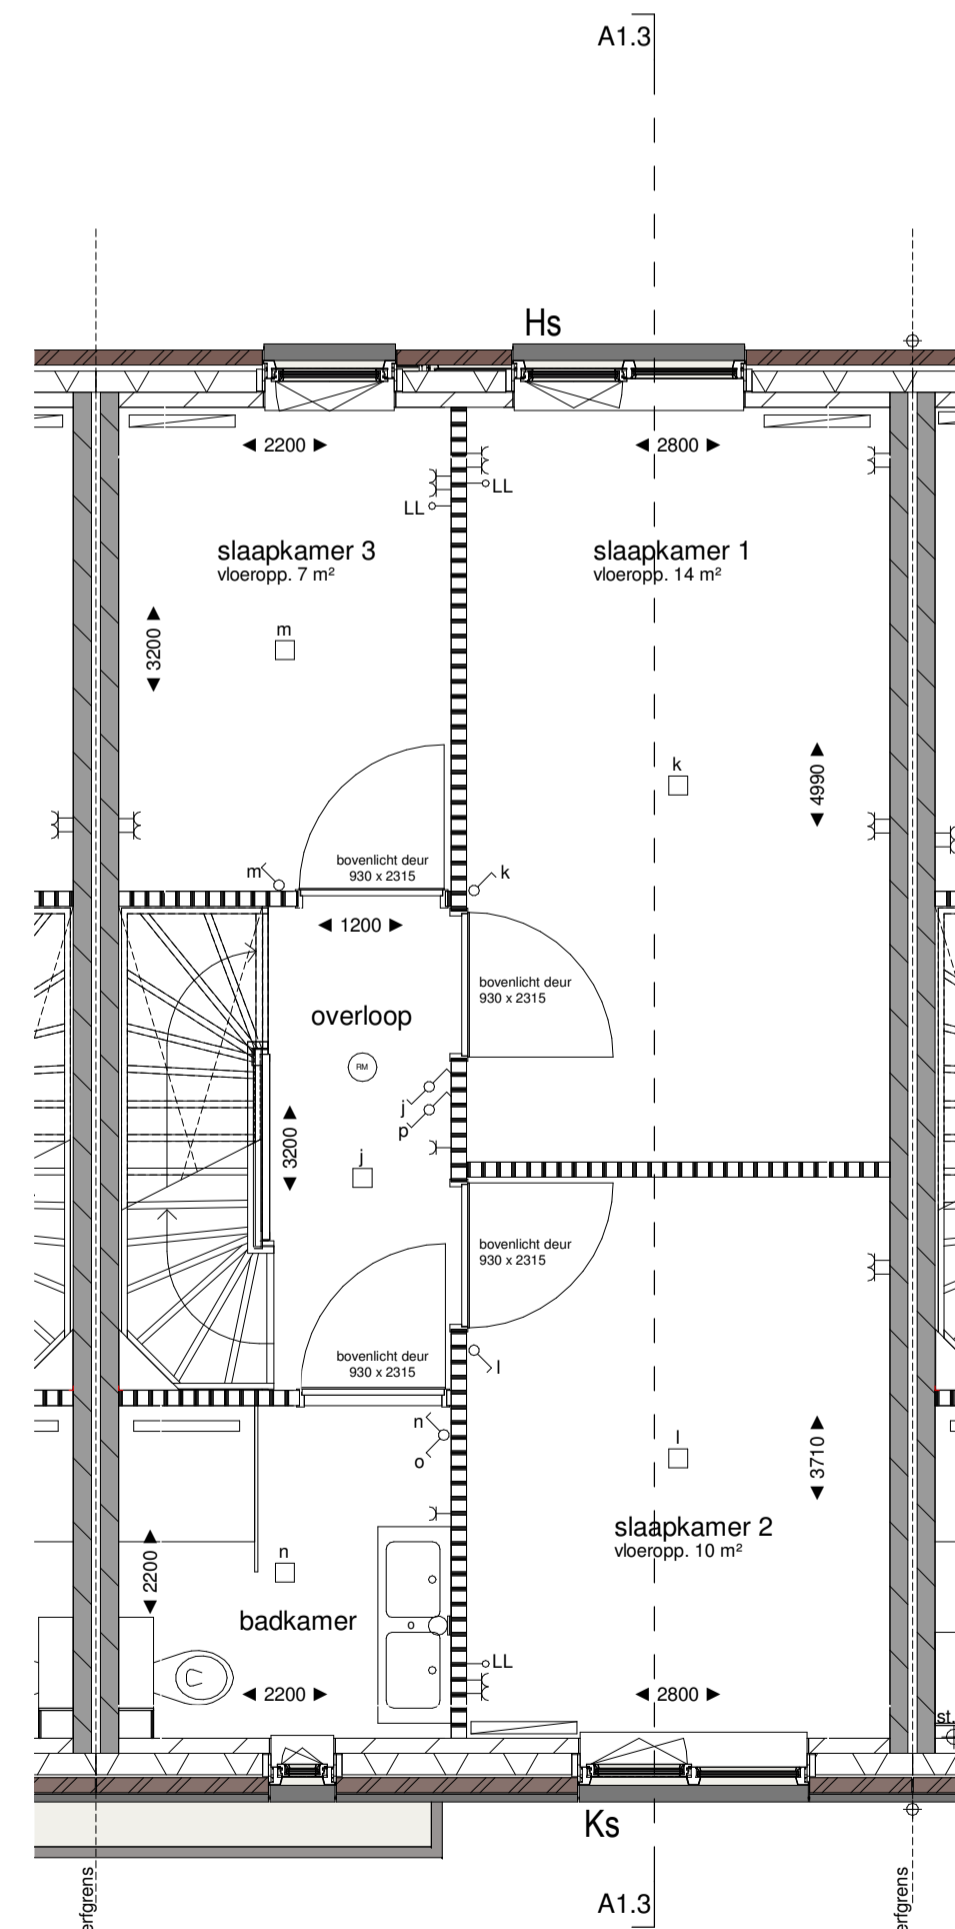 A1.3
Hs
2200
2800
LL
LL
slaapkamer 3
vloeropp. 7 m²
slaapkamer 1
vloeropp. 14 m²
m
3200
k
4990
bovenlicht deur
930 x 2315
m
k
1200
bovenlicht deur
930 x 2315
overloop
RM
j
p
3200
j
bovenlicht deur
930 x 2315
bovenlicht deur
930 x 2315
l
n
o
l
3710
slaapkamer 2
vloeropp. 10 m²
n
2200
badkamer
LL
2200
2800
st.
Ks
A1.3
erfgrens
erfgrens